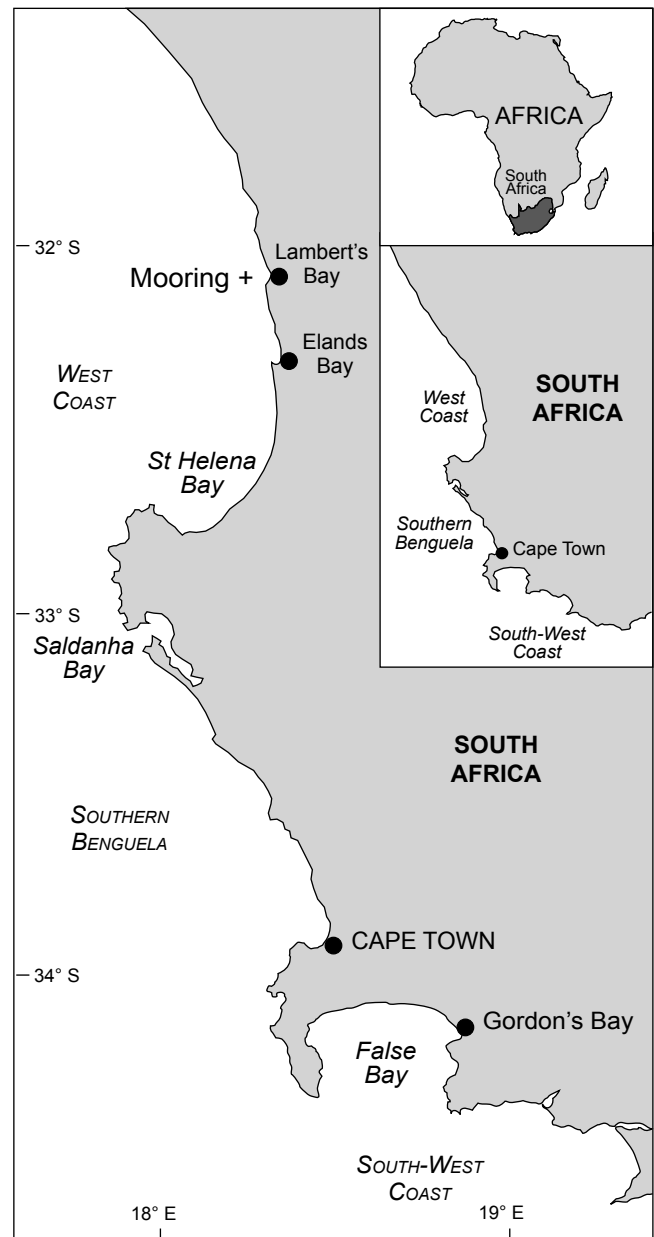 AFRICA
South
Africa
32° S
Lambert's
Bay
Mooring +
Elands
Bay
WEST
COAST
St Helena
Bay
SOUTH
AFRICA
West
Coast
Southern
Benguela
Cape Town
South-West
Coast
33° S
Saldanha
Bay
SOUTH
AFRICA
SOUTHERN
BENGUELA
CAPE TOWN
34° S
Gordon's Bay
False
Bay
SOUTH-WEST
COAST
18° E
19° E